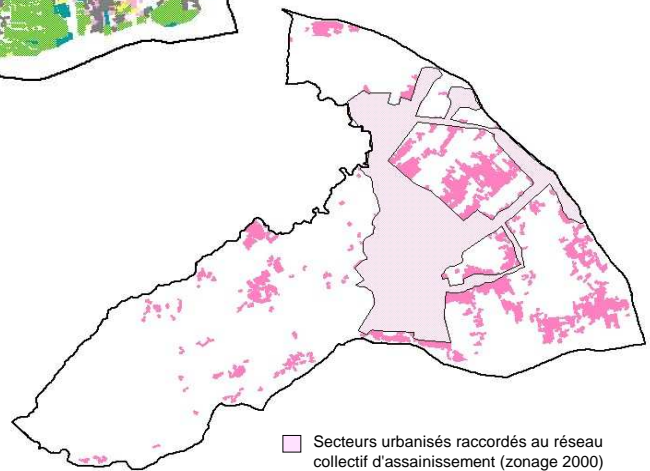 Secteurs urbanisés raccordés au réseau
collectif d'assainissement (zonage 2000)